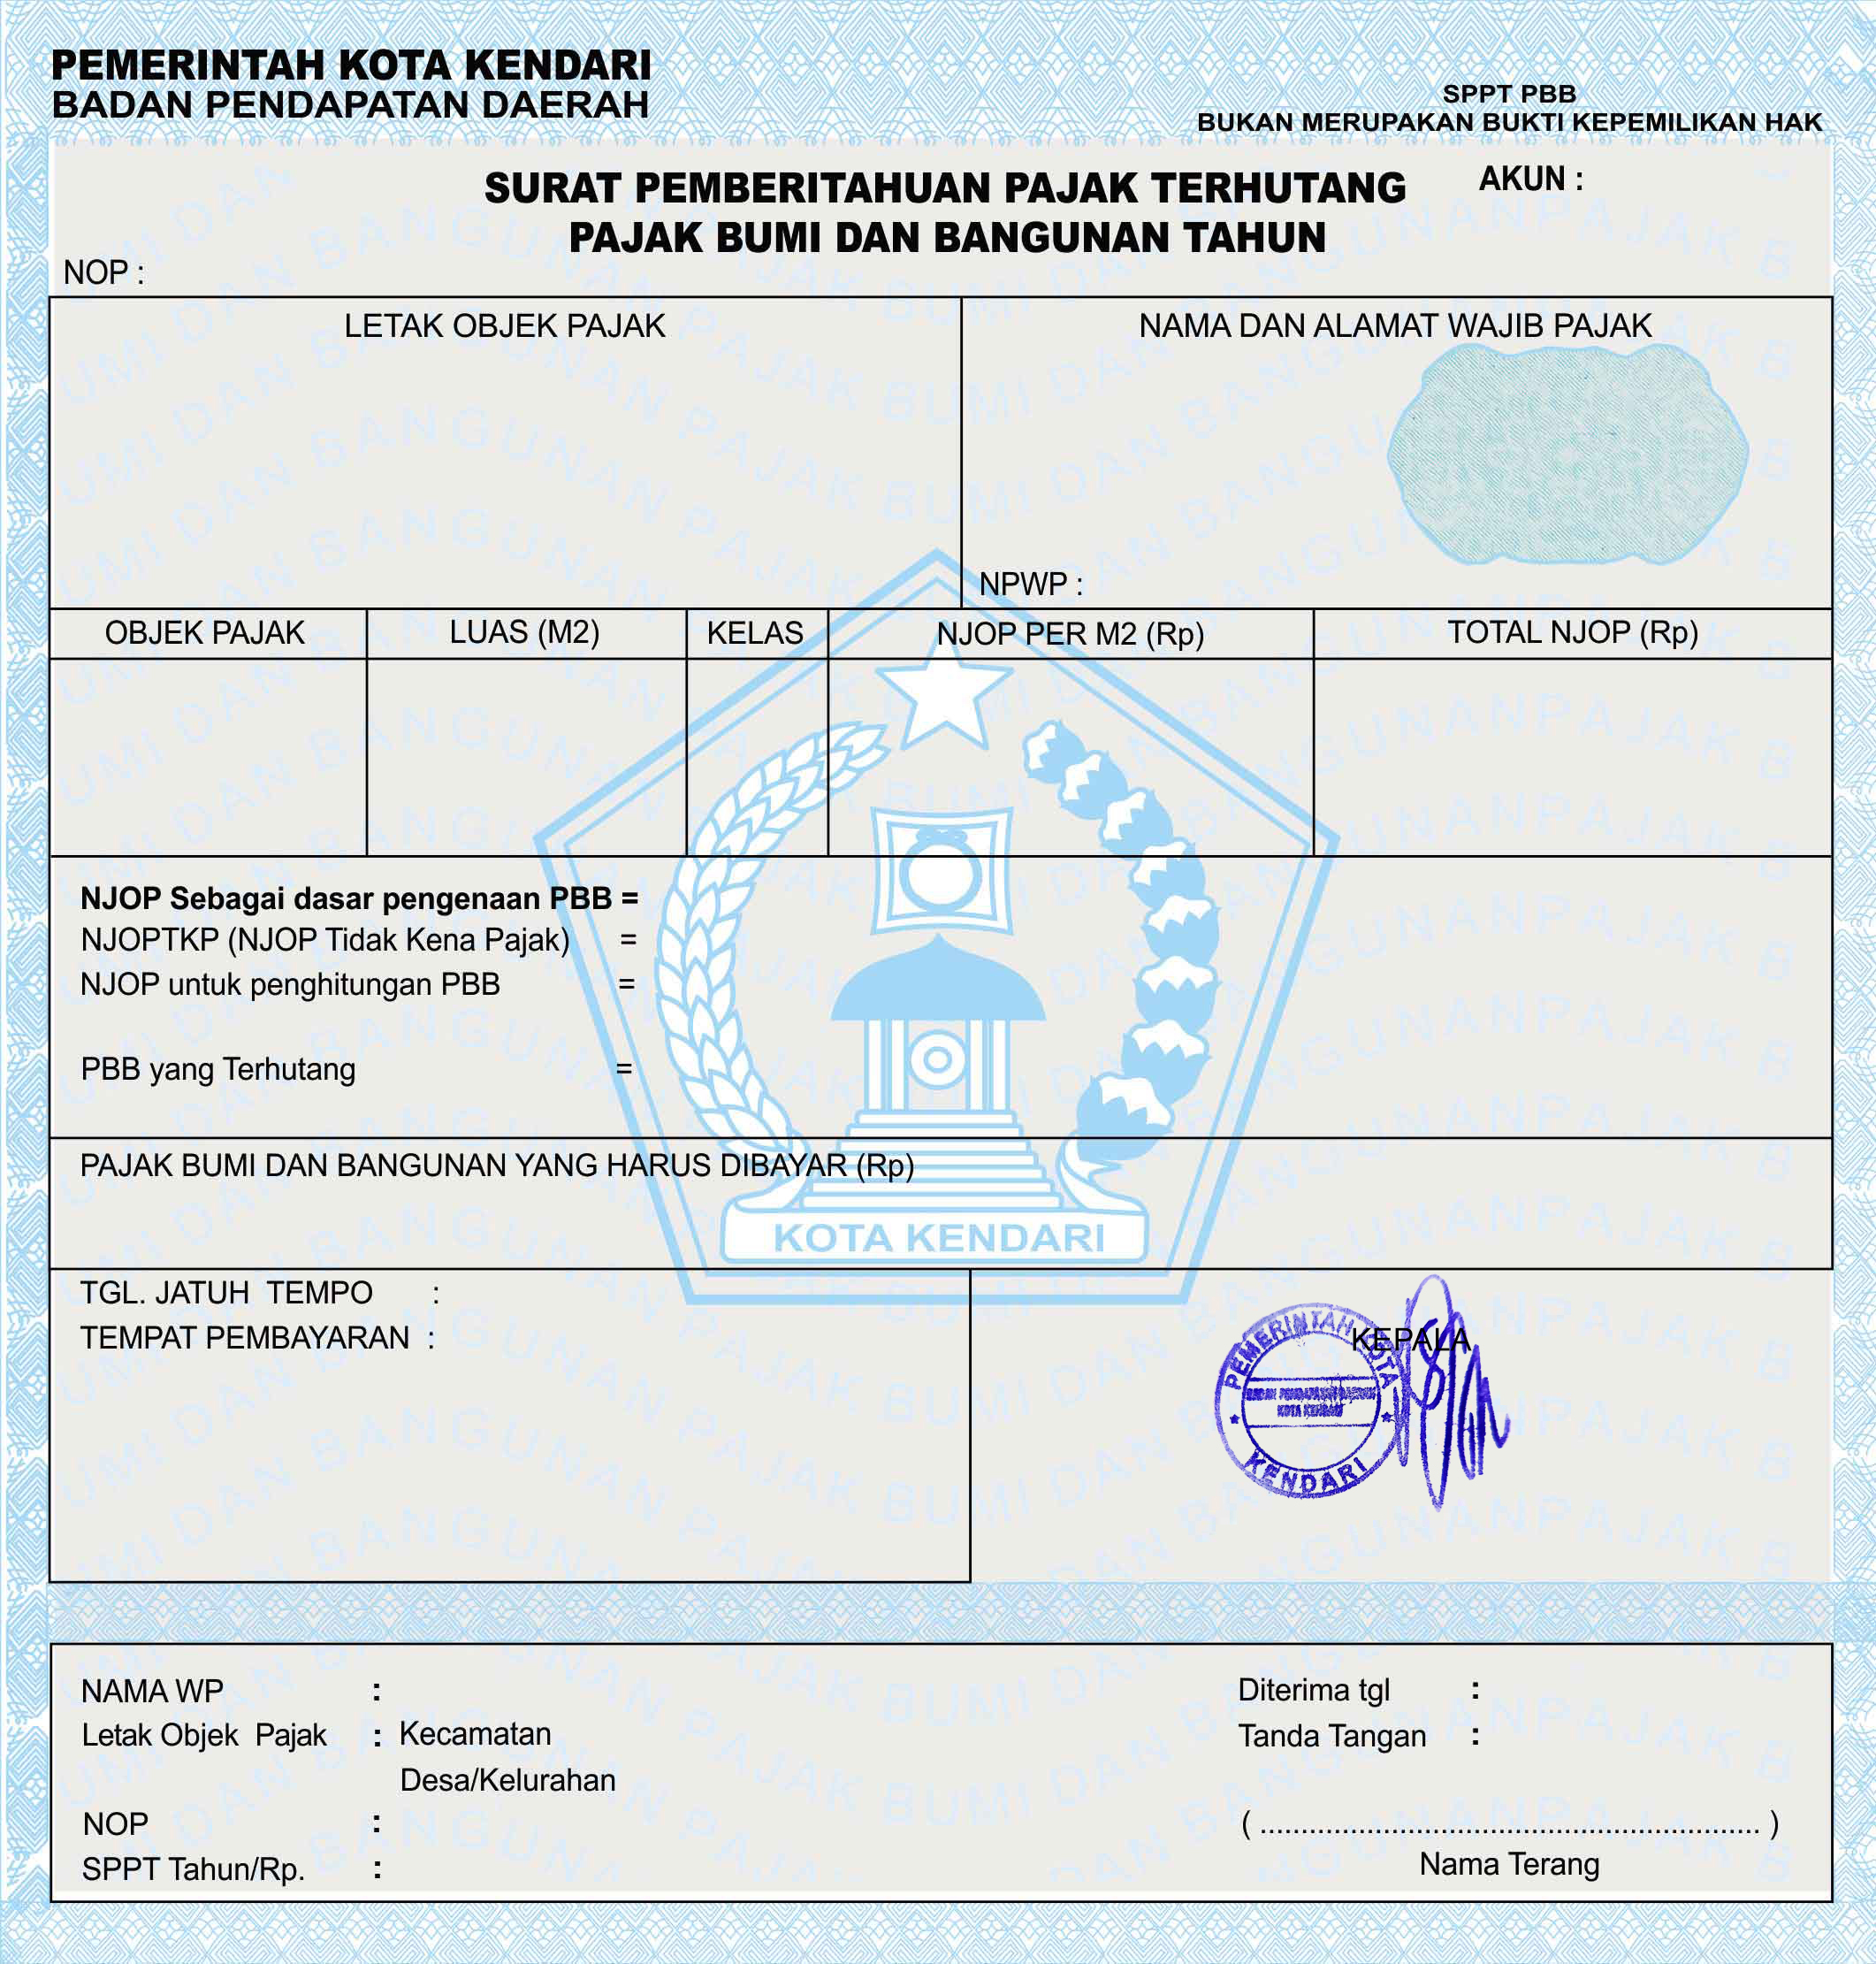 PEMERINTAH KOTA KENDARI
BADAN PENDAPATAN DAERAH
SPPT PBB
BUKAN MERUPAKAN BUKTI KEPEMILIKAN HAK
SURAT PEMBERITAHUAN PAJAK TERHUTANG
AKUN :
PAJAK BUMI DAN BANGUNAN TAHUN
NOP :
LETAK OBJEK PAJAK
NAMA DAN ALAMAT WAJIB PAJAK
NPWP :
OBJEK PAJAK LUAS (M2) KELAS NJOP PER M2 (Rp) TOTAL NJOP (Rp)
NJOP Sebagai dasar pengenaan PBB =
NJOPTKP (NJOP Tidak Kena Pajak) =
NJOP untuk penghitungan PBB =
PBB yang Terhutang =
PAJAK BUMI DAN BANGUNAN YANG HARUS DIBAYAR (Rp)
KOTA KENDARI
TGL. JATUH TEMPO :
TEMPAT PEMBAYARAN :
KEPALA
PEMERINTAH KOTA
KOTA KENDARI
KENDARI
NAMA WP :
Letak Objek Pajak : Kecamatan
Desa/Kelurahan
NOP :
SPPT Tahun/Rp. :
Diterima tgl :
Tanda Tangan :
( ............................................................ )
Nama Terang